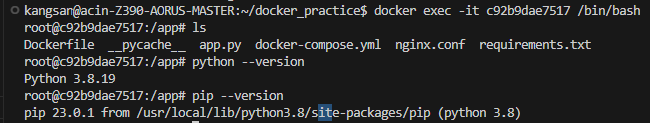 kangsan@acin-Z390-AORUS-MASTER:~/docker_practice$ docker exec -it c92b9dae7517 /bin/bash
root@c92b9dae7517:/app# ls
Dockerfile  __pycache__  app.py  docker-compose.yml  nginx.conf  requirements.txt
root@c92b9dae7517:/app# python --version
Python 3.8.19
root@c92b9dae7517:/app# pip --version
pip 23.0.1 from /usr/local/lib/python3.8/site-packages/pip (python 3.8)